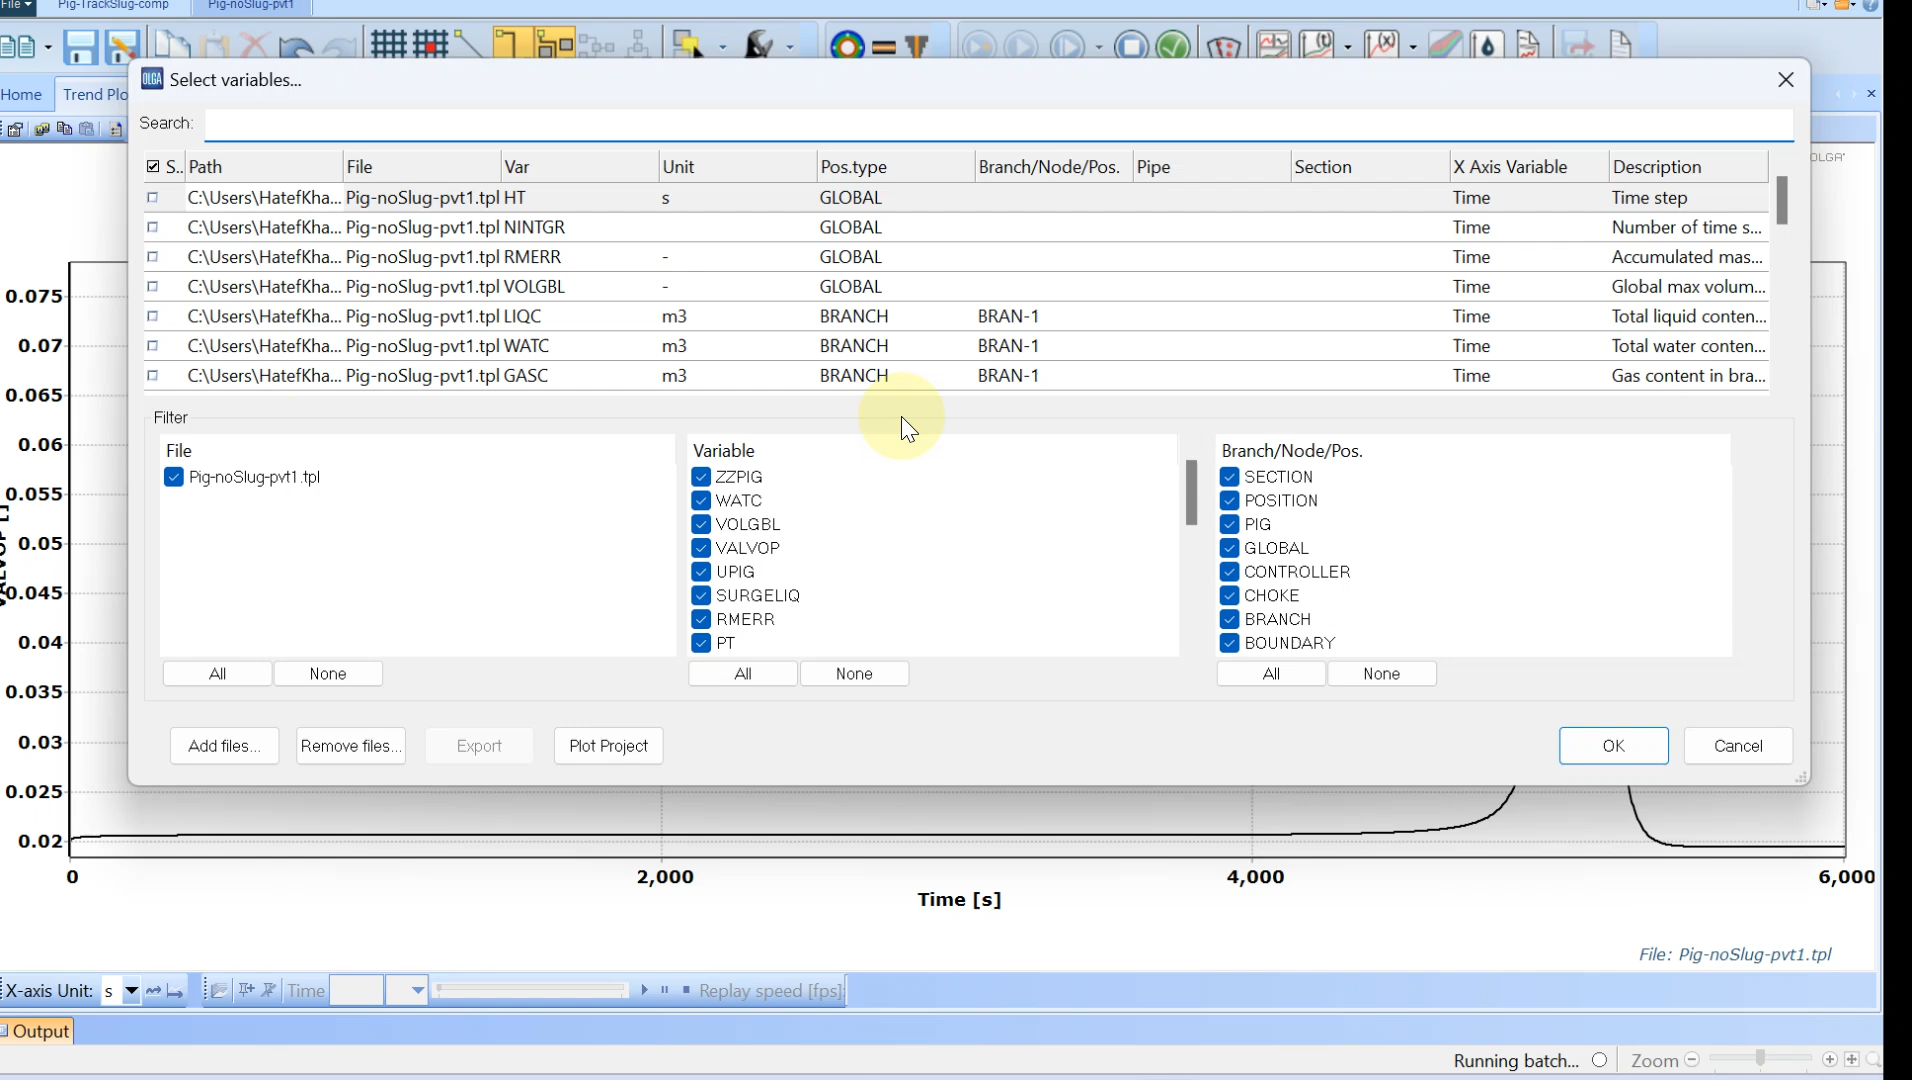 File
Pig-TrackSlug-comp
Pig-noSlug-pvt1
OLGA Select variables...
Home
Trend Plo
Search:
S.. Path File Var Unit Pos.type Branch/Node/Pos. Pipe Section X Axis Variable Description
C:\Users\HatefKha... Pig-noSlug-pvt1.tpl HT s GLOBAL Time Time step
C:\Users\HatefKha... Pig-noSlug-pvt1.tpl NINTGR GLOBAL Time Number of time s...
C:\Users\HatefKha... Pig-noSlug-pvt1.tpl RMERR - GLOBAL Time Accumulated mas...
C:\Users\HatefKha... Pig-noSlug-pvt1.tpl VOLGBL - GLOBAL Time Global max volum...
C:\Users\HatefKha... Pig-noSlug-pvt1.tpl LIQC m3 BRANCH BRAN-1 Time Total liquid conten...
C:\Users\HatefKha... Pig-noSlug-pvt1.tpl WATC m3 BRANCH BRAN-1 Time Total water conten...
C:\Users\HatefKha... Pig-noSlug-pvt1.tpl GASC m3 BRANCH BRAN-1 Time Gas content in bra...
Filter
File
Pig-noSlug-pvt1.tpl
All None
Variable
ZZPIG
WATC
VOLGBL
VALVOP
UPIG
SURGELIQ
RMERR
PT
All None
Branch/Node/Pos.
SECTION
POSITION
PIG
GLOBAL
CONTROLLER
CHOKE
BRANCH
BOUNDARY
All None
Add files... Remove files... Export Plot Project OK Cancel
0.075
0.07
0.065
0.06
0.055
0.05
0.045
0.04
0.035
0.03
0.025
0.02
0 2,000 4,000 6,000
Time [s]
File: Pig-noSlug-pvt1.tpl
X-axis Unit: s Time Replay speed [fps]:
Output
Running batch... Zoom